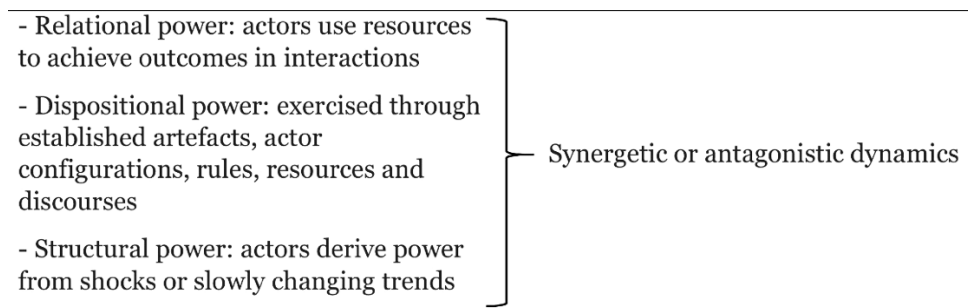 - Relational power: actors use resources
to achieve outcomes in interactions
- Dispositional power: exercised through
established artefacts, actor
configurations, rules, resources and
discourses
- Structural power: actors derive power
from shocks or slowly changing trends
Synergetic or antagonistic dynamics